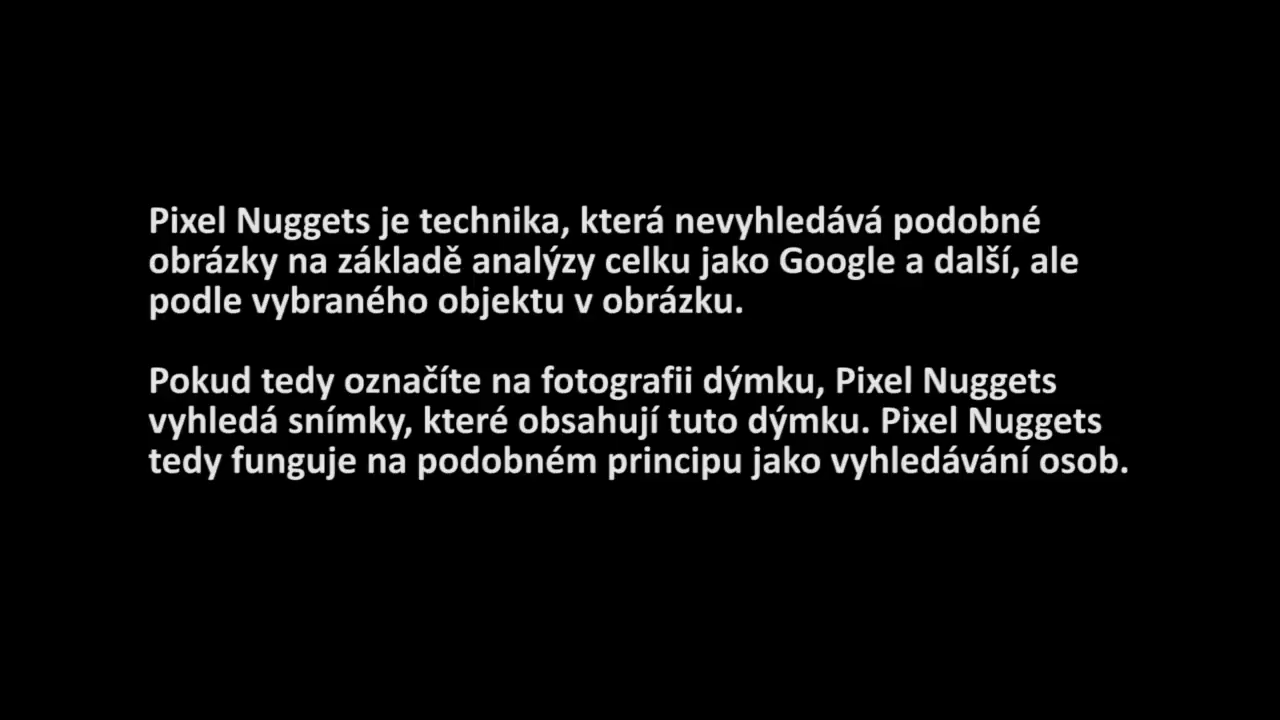 Pixel Nuggets je technika, která nevyhledává podobné
obrázky na základě analýzy celku jako Google a další, ale
podle vybraného objektu v obrázku.
Pokud tedy označíte na fotografii dýmku, Pixel Nuggets
vyhledá snímky, které obsahují tuto dýmku. Pixel Nuggets
tedy funguje na podobném principu jako vyhledávání osob.